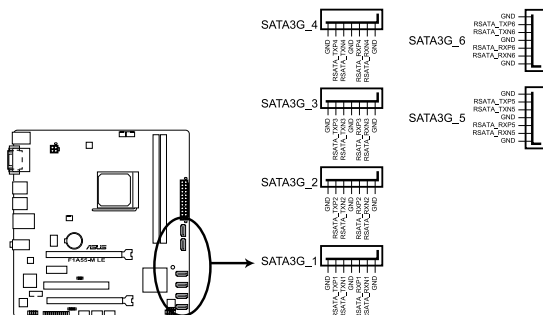 SATA3G_4
GND
RSATA_TXP4
RSATA_TXN4
GND
RSATA_RXP4
RSATA_RXN4
GND
SATA3G_6
GND
RSATA_TXP6
RSATA_TXN6
GND
RSATA_RXP6
RSATA_RXN6
GND
SATA3G_3
GND
RSATA_TXP3
RSATA_TXN3
GND
RSATA_RXP3
RSATA_RXN3
GND
SATA3G_5
GND
RSATA_TXP5
RSATA_TXN5
GND
RSATA_RXP5
RSATA_RXN5
GND
SATA3G_2
GND
RSATA_TXP2
RSATA_TXN2
GND
RSATA_RXP2
RSATA_RXN2
GND
SATA3G_1
GND
RSATA_TXP1
RSATA_TXN1
GND
RSATA_RXP1
RSATA_RXN1
GND
ASUS
F1A55-M LE